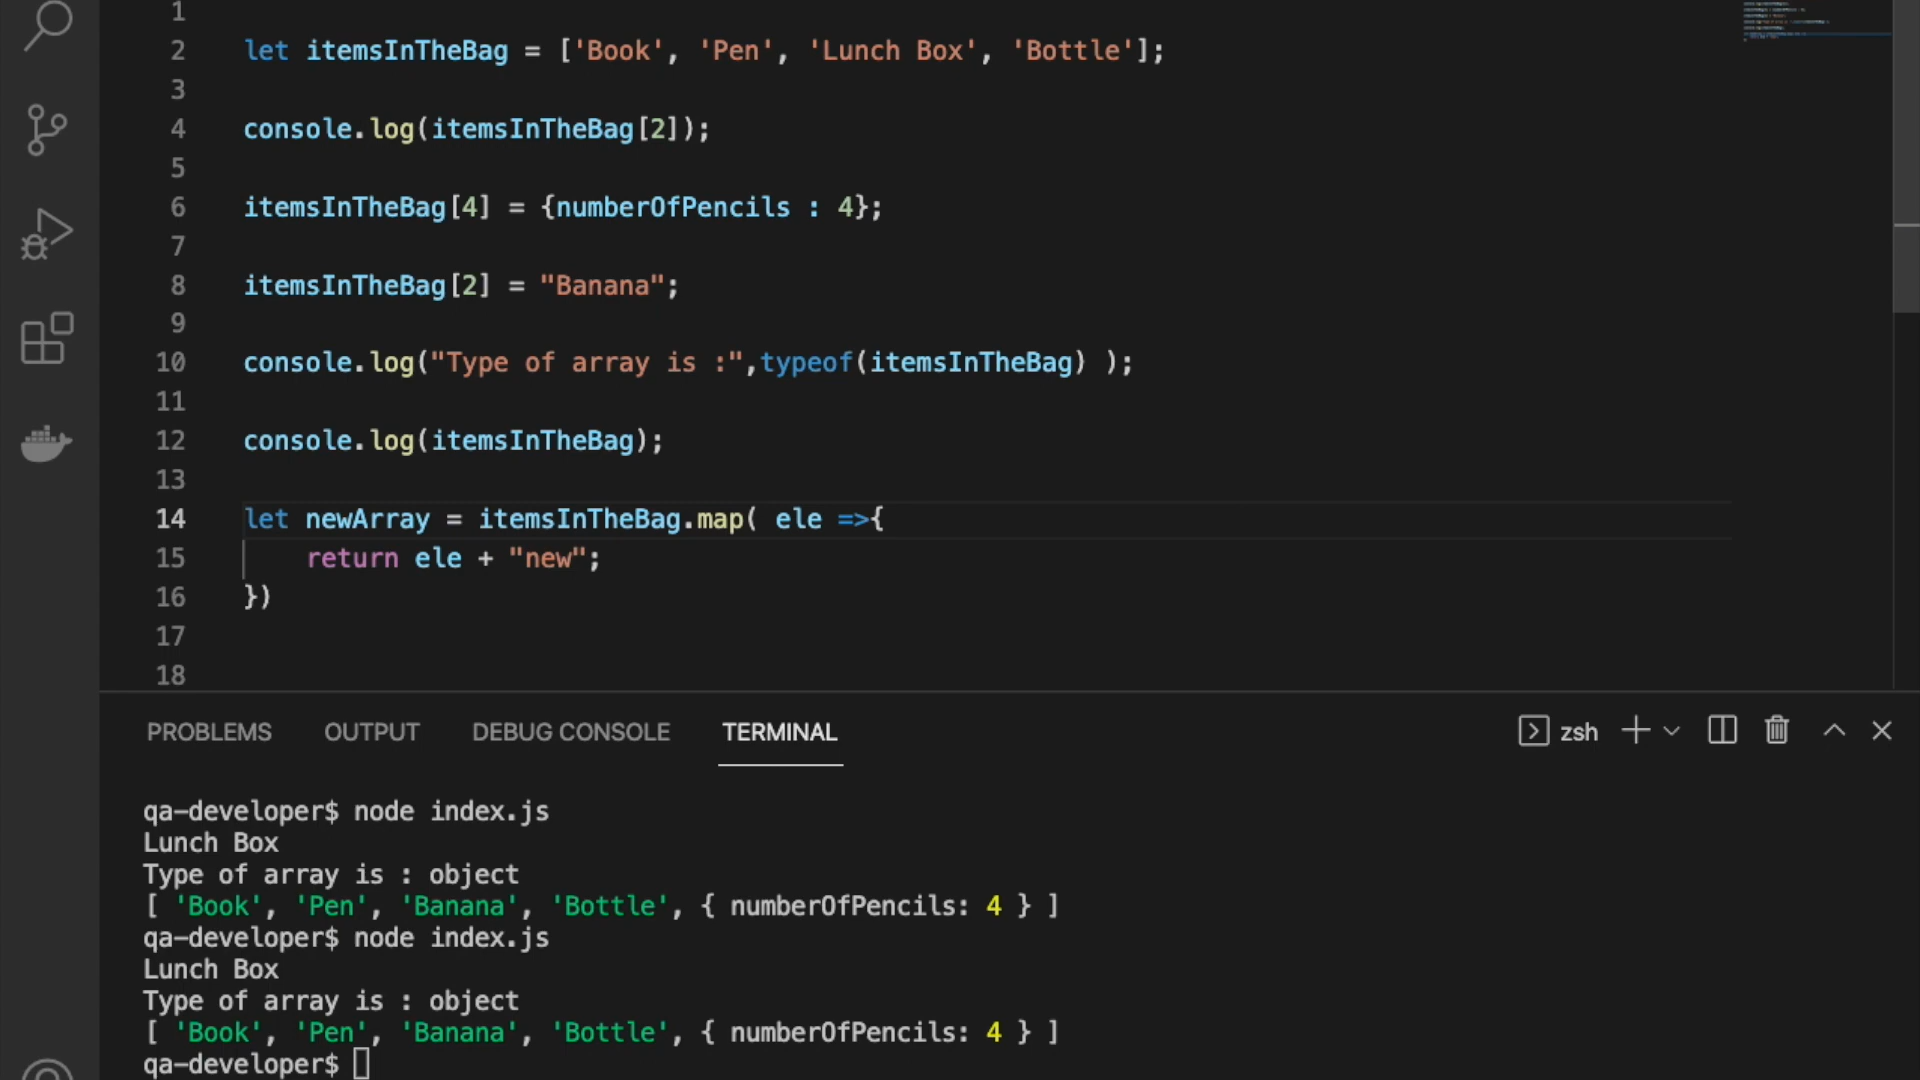 1
2 let itemsInTheBag = ['Book', 'Pen', 'Lunch Box', 'Bottle'];
3
4 console.log(itemsInTheBag[2]);
5
6 itemsInTheBag[4] = {numberOfPencils : 4};
7
8 itemsInTheBag[2] = "Banana";
9
10 console.log("Type of array is :",typeof(itemsInTheBag) );
11
12 console.log(itemsInTheBag);
13
14 let newArray = itemsInTheBag.map( ele =>{
15 return ele + "new";
16 })
17
18
PROBLEMS OUTPUT DEBUG CONSOLE TERMINAL zsh
qa-developer$ node index.js
Lunch Box
Type of array is : object
[ 'Book', 'Pen', 'Banana', 'Bottle', { numberOfPencils: 4 } ]
qa-developer$ node index.js
Lunch Box
Type of array is : object
[ 'Book', 'Pen', 'Banana', 'Bottle', { numberOfPencils: 4 } ]
qa-developer$